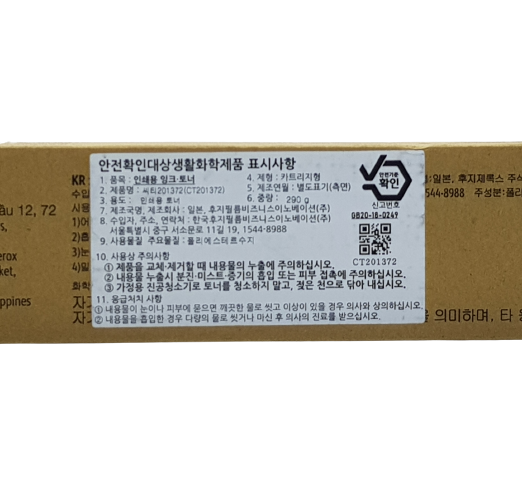 안전확인대상생활화학제품 표시사항
1. 품목 : 인쇄용 잉크·토너
2. 제품명 : 씨티201372(CT201372)
3. 용도 : 인쇄용 토너
4. 제형 : 카트리지형
5. 제조연월 : 별도표기(측면)
6. 중량 : 290 g
7. 제조국명, 제조회사 : 일본, 후지필름비즈니스이노베이션(주)
8. 수입자, 주소, 연락처 : 한국후지필름비즈니스이노베이션(주)
서울특별시 중구 서소문로 11길 19, 1544-8988
9. 사용물질 주요물질 : 폴리에스테르수지
10. 사용상 주의사항
① 제품을 교체·제거할 때 내용물의 누출에 주의하십시오.
② 내용물 누출시 분진·미스트·증기의 흡입 또는 피부 접촉에 주의하십시오.
③ 가정용 진공청소기로 토너를 청소하지 말고, 젖은 천으로 닦아 내십시오.
11. 응급처치 사항
① 내용물이 눈이나 피부에 묻으면 깨끗한 물로 씻고 이상이 있을 경우 의사와 상의하십시오.
② 내용물을 흡입한 경우 다량의 물로 씻거나 마신 후 의사의 진료를 받으십시오.
안전기준
확인
신고번호
GB20-18-0249
CT201372
KR
수입
사용
1)어
2)흡
3)눈
화학
자
자
ầu 12, 72
s,
erox
ket,
ippines
일본, 후지제록스 주식
544-8988 주성분:폴리
의미하며, 타